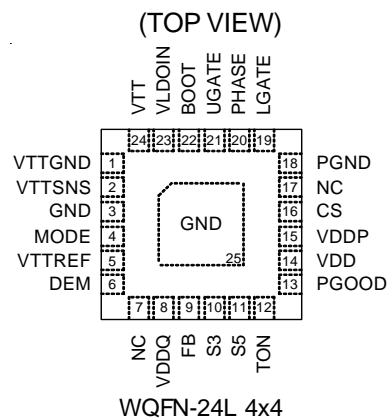 (TOP VIEW)
VTT
VLDOIN
BOOT
UGATE
PHASE
LGATE
24 23 22 21 20 19
VTTGND 1
VTTSNS 2
GND 3
MODE 4
VTTREF 5
DEM 6
GND
25
18 PGND
17 NC
16 CS
15 VDDP
14 VDD
13 PGOOD
7 8 9 10 11 12
NC
VDDQ
FB
S3
S5
TON
WQFN-24L 4x4